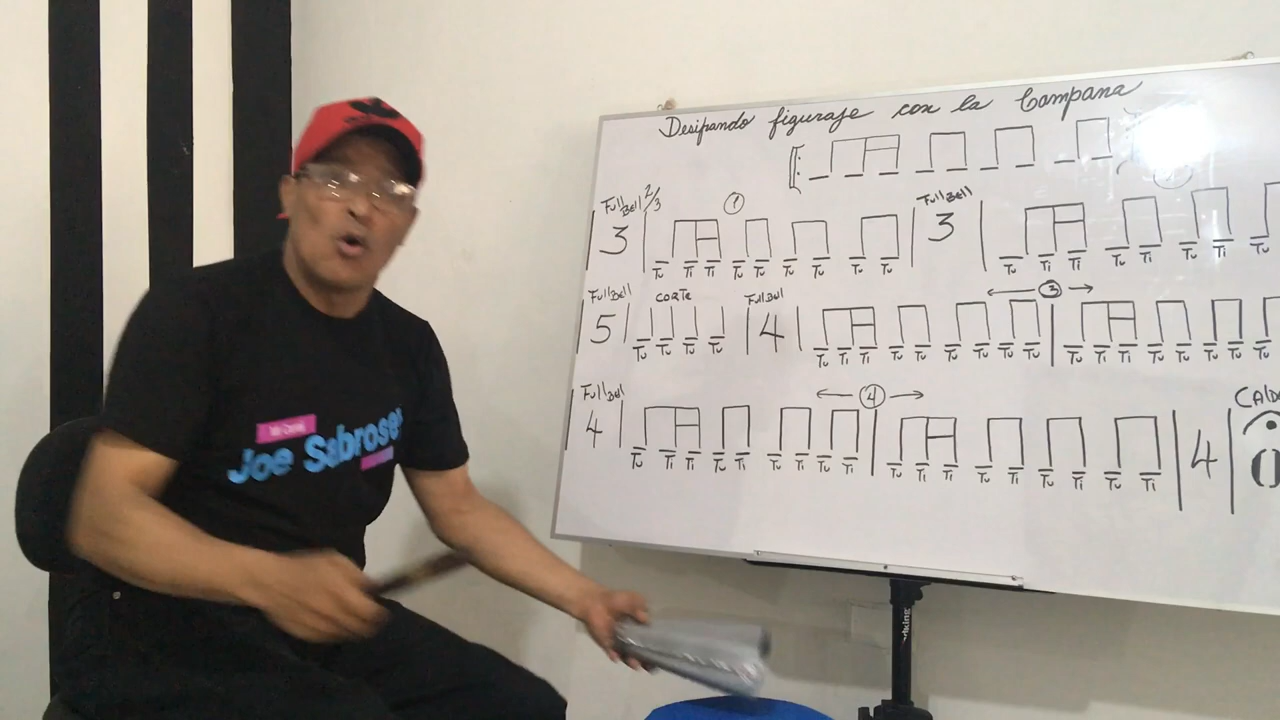 Desipando figuraje con la Campana
Full Bell 2/3 1 Full Bell
3 3
Tu Ti Ti Tu Tu Tu Tu Tu Tu Tu Ti Ti Tu Ti Tu Ti Tu
Full Bell CORTE Full Bell 3
5 4
Tu Tu Tu Tu Tu Ti Ti Tu Tu Tu Tu Tu Tu Tu Ti Ti Tu Tu Tu Tu Tu
Full Bell 4
4 4
Tu Ti Ti Tu Ti Tu Ti Tu Ti Tu Ti Ti Tu Ti Tu Ti Tu Ti
Joe Sabroses